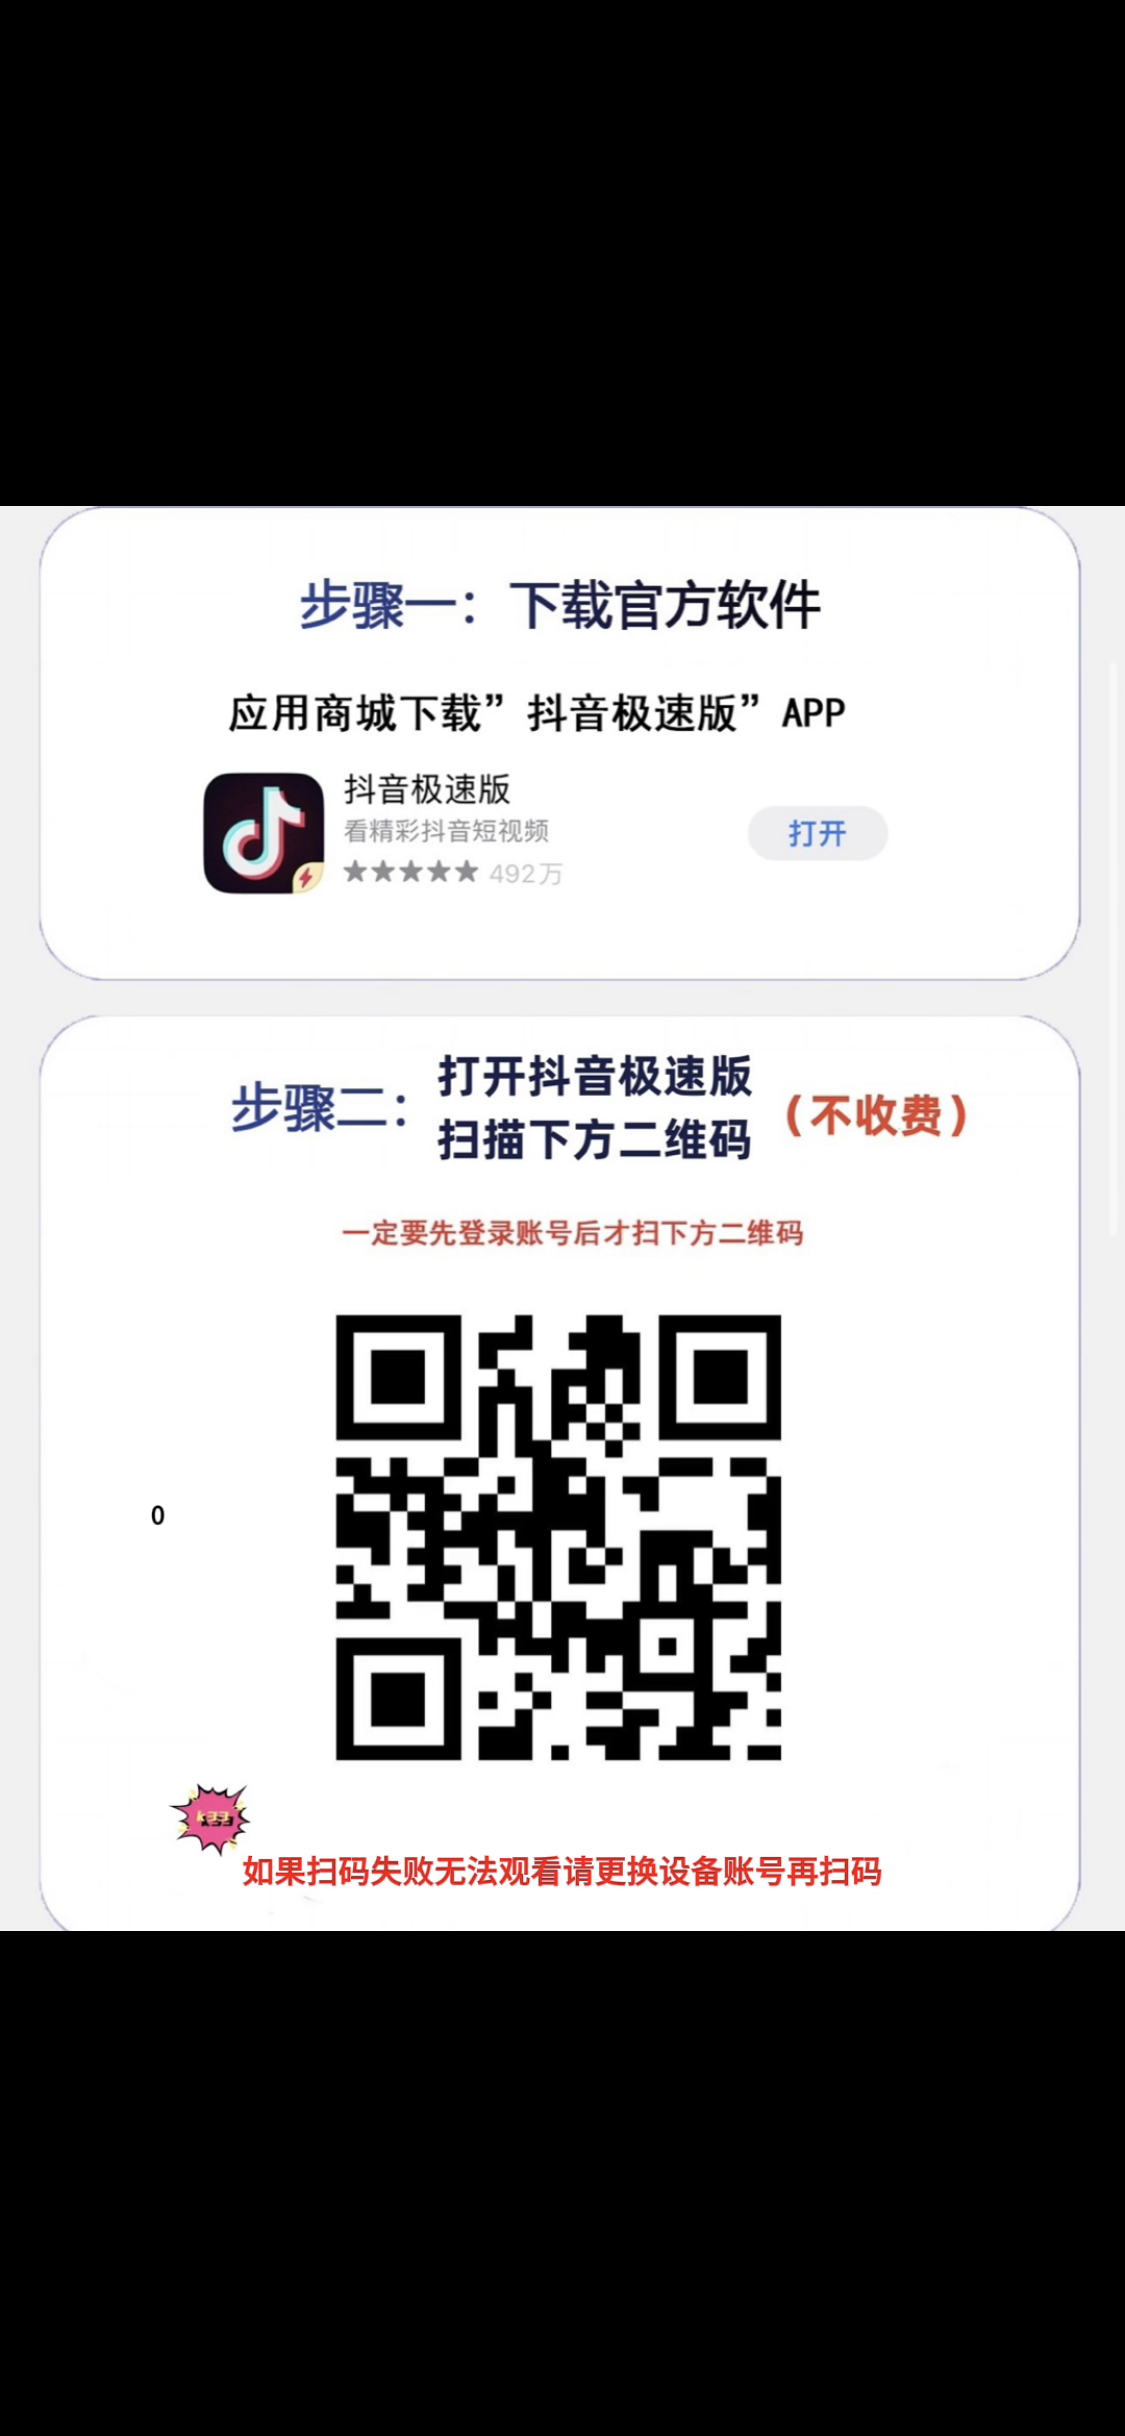 步骤一：下载官方软件
应用商城下载”抖音极速版”APP
抖音极速版
看精彩抖音短视频
492万
打开
步骤二：
打开抖音极速版
扫描下方二维码
（不收费）
一定要先登录账号后才扫下方二维码
0
k33
如果扫码失败无法观看请更换设备账号再扫码